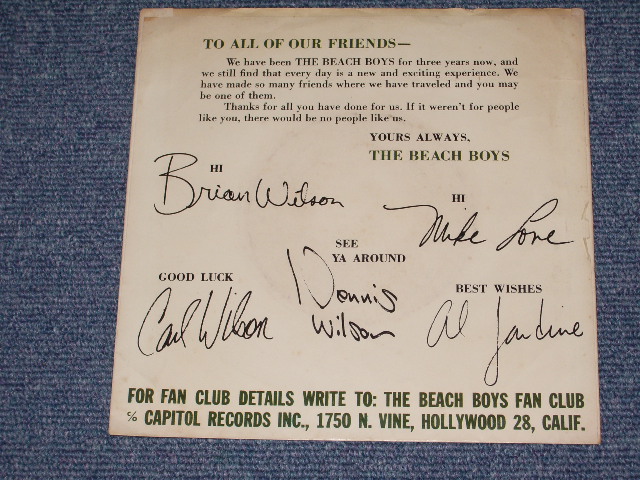 TO ALL OF OUR FRIENDS—
We have been THE BEACH BOYS for three years now, and
we still find that every day is a new and exciting experience. We
have made so many friends where we have traveled and you may
be one of them.
Thanks for all you have done for us. If it weren't for people
like you, there would be no people like us.
YOURS ALWAYS,
THE BEACH BOYS
HI
Brian Wilson
HI
Mike Love
SEE
YA AROUND
Dennis
Wilson
GOOD LUCK
Carl Wilson
BEST WISHES
Al Jardine
FOR FAN CLUB DETAILS WRITE TO: THE BEACH BOYS FAN CLUB
℅ CAPITOL RECORDS INC., 1750 N. VINE, HOLLYWOOD 28, CALIF.